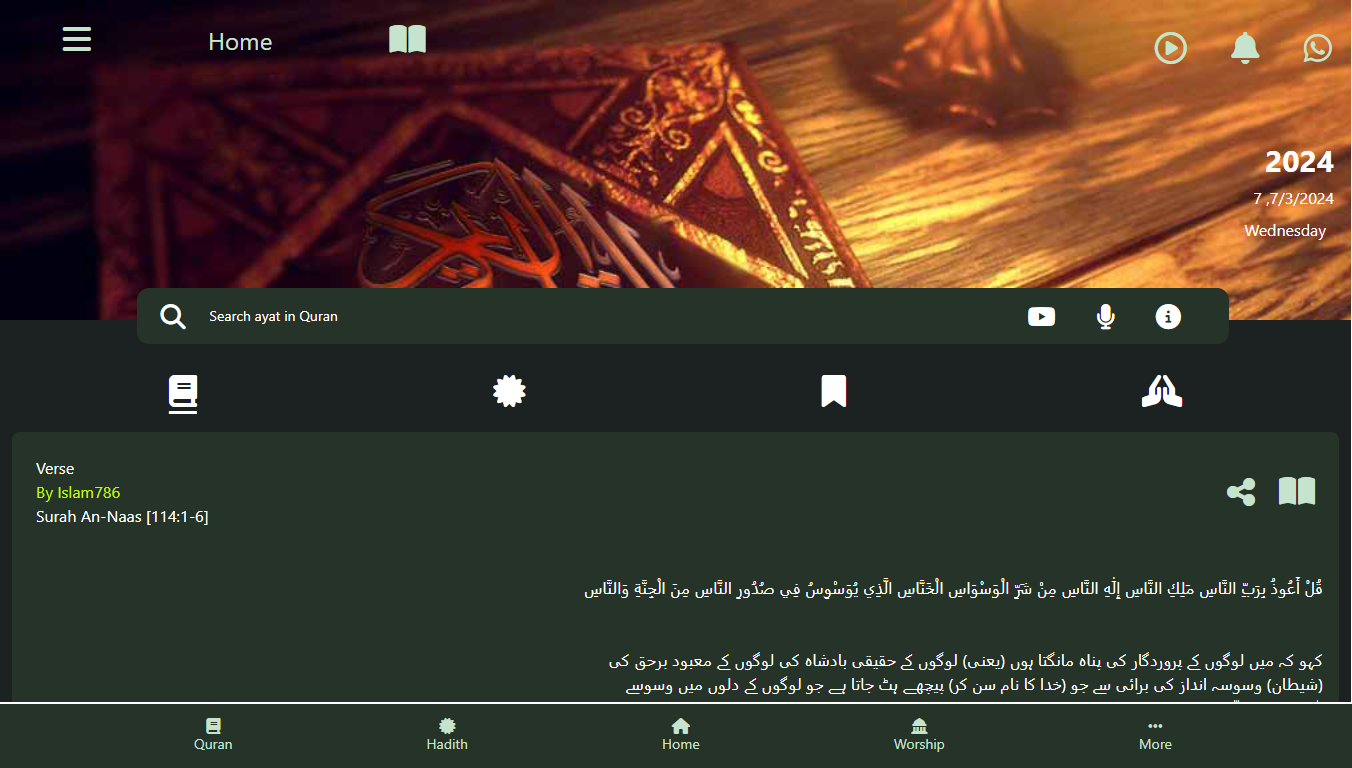 Home
2024
7 ,7/3/2024
Wednesday
Search ayat in Quran
Verse
By Islam786
Surah An-Naas [114:1-6]
قُلْ أَعُوذُ بِرَبِّ النَّاسِ مَلِكِ النَّاسِ إِلَٰهِ النَّاسِ مِنْ شَرِّ الْوَسْوَاسِ الْخَنَّاسِ الَّذِي يُوَسْوِسُ فِي صُدُورِ النَّاسِ مِنَ الْجِنَّةِ وَالنَّاسِ
کہو کہ میں لوگوں کے پروردگار کی پناہ مانگتا ہوں (یعنی) لوگوں کے حقیقی بادشاہ کی لوگوں کے معبود برحق کی
(شیطان) وسوسہ انداز کی برائی سے جو (خدا کا نام سن کر) پیچھے ہٹ جاتا ہے جو لوگوں کے دلوں میں وسوسے
Quran
Hadith
Home
Worship
More